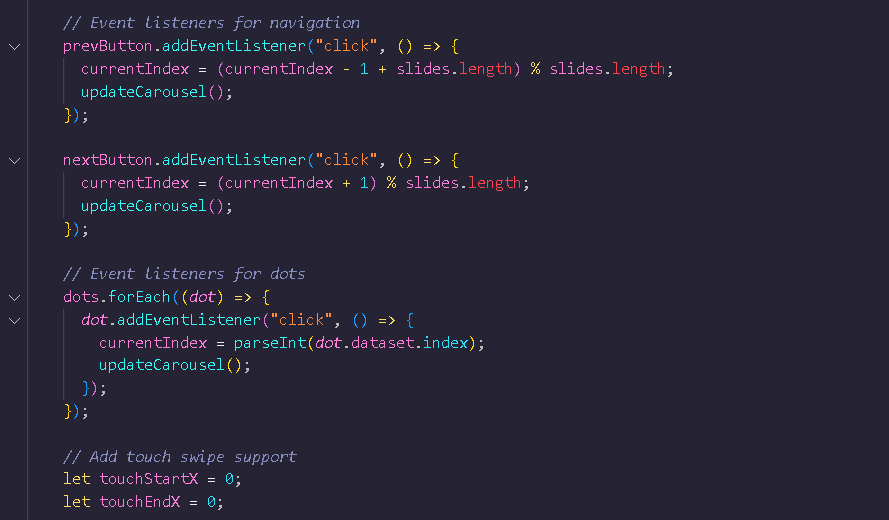 // Event listeners for navigation
prevButton.addEventListener("click", () => {
currentIndex = (currentIndex - 1 + slides.length) % slides.length;
updateCarousel();
});
nextButton.addEventListener("click", () => {
currentIndex = (currentIndex + 1) % slides.length;
updateCarousel();
});
// Event listeners for dots
dots.forEach((dot) => {
dot.addEventListener("click", () => {
currentIndex = parseInt(dot.dataset.index);
updateCarousel();
});
});
// Add touch swipe support
let touchStartX = 0;
let touchEndX = 0;